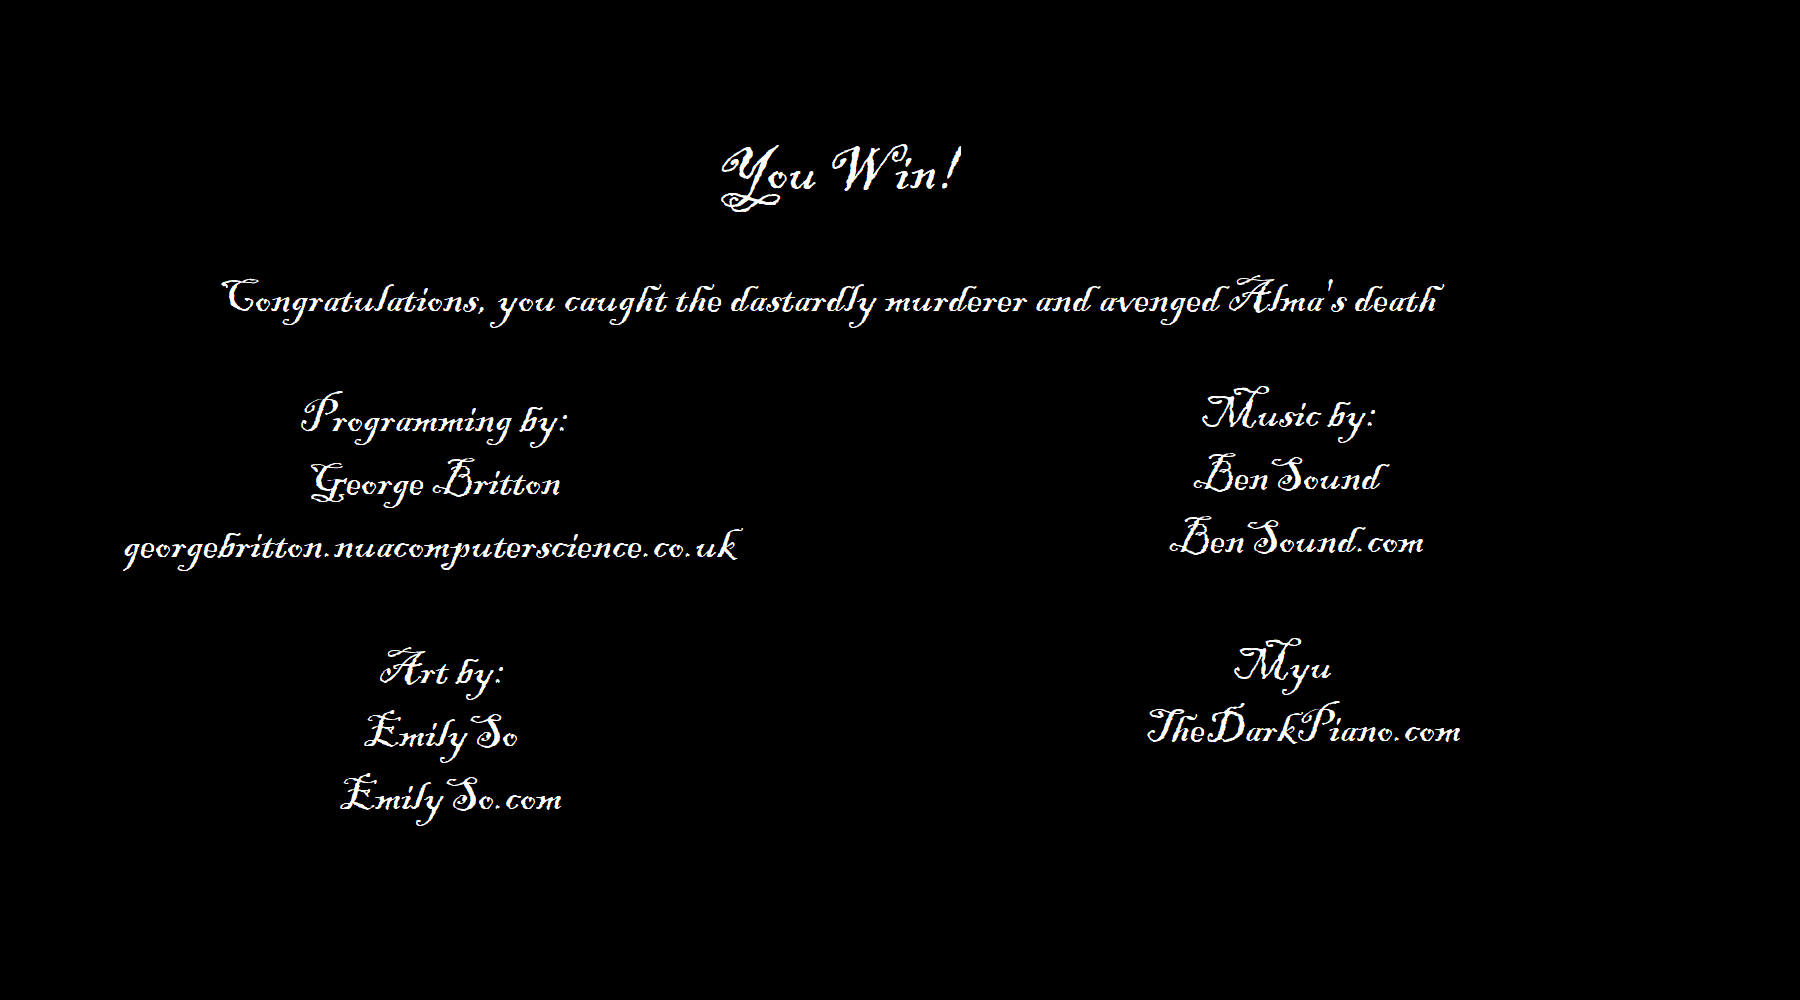 You Win!
Congratulations, you caught the dastardly murderer and avenged Alma's death
Programming by:
George Britton
georgebritton.nuacomputerscience.co.uk
Art by:
Emily So
EmilySo.com
Music by:
BenSound
BenSound.com
Myu
TheDarkPiano.com